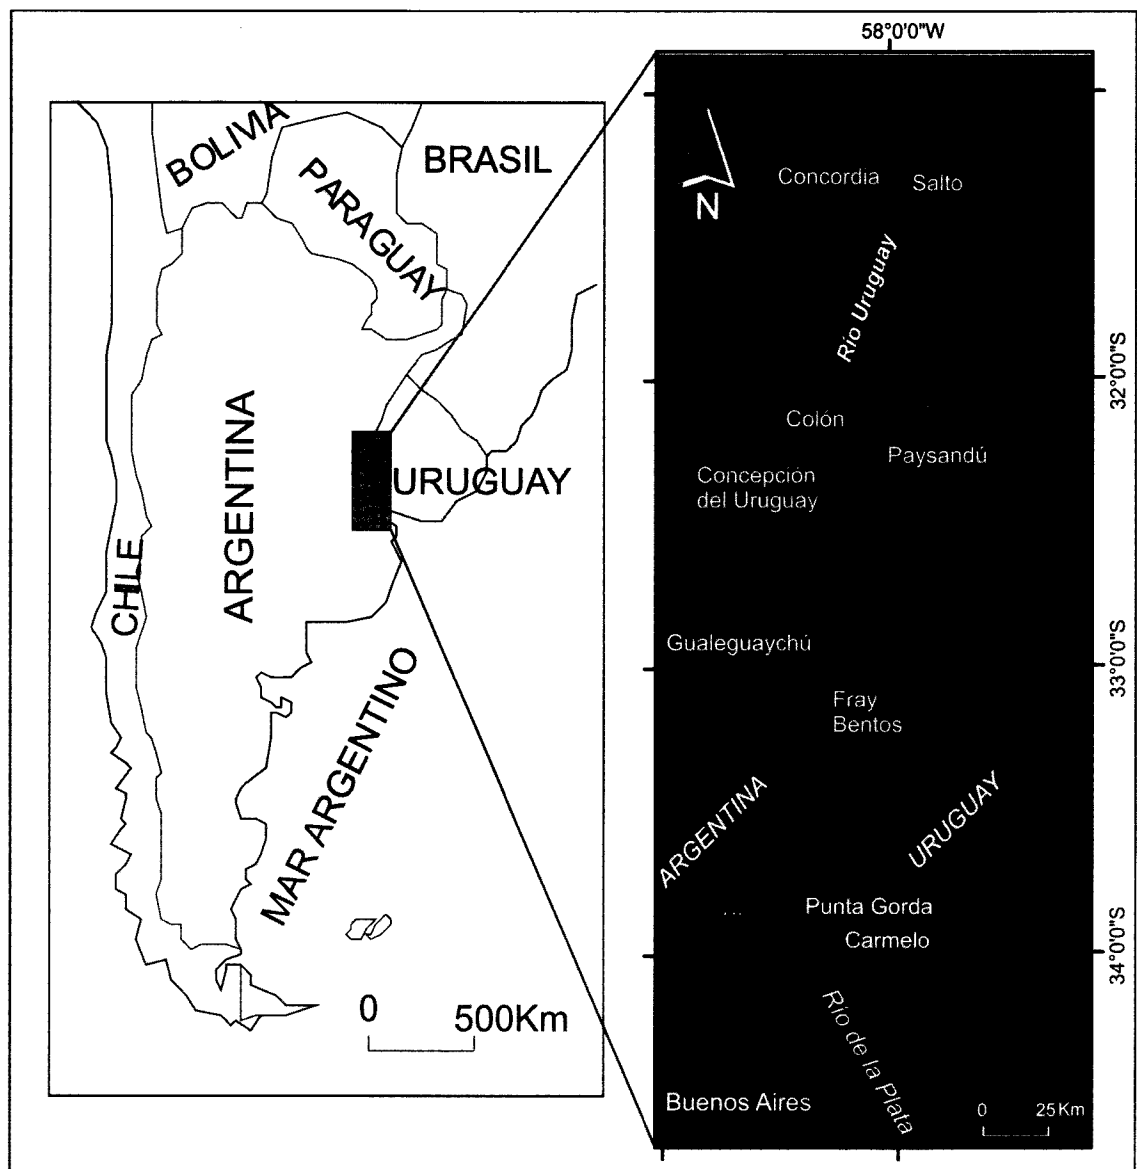 BOLIVIA
BRASIL
PARAGUAY
ARGENTINA
URUGUAY
CHILE
MAR ARGENTINO
0
500Km
58°0'0"W
N
Concordia
Salto
Río Uruguay
32°0'0"S
Colón
Paysandú
Concepción
del Uruguay
33°0'0"S
Gualeguaychú
Fray
Bentos
ARGENTINA
URUGUAY
Punta Gorda
Carmelo
34°0'0"S
Río de la Plata
Buenos Aires
0
25Km